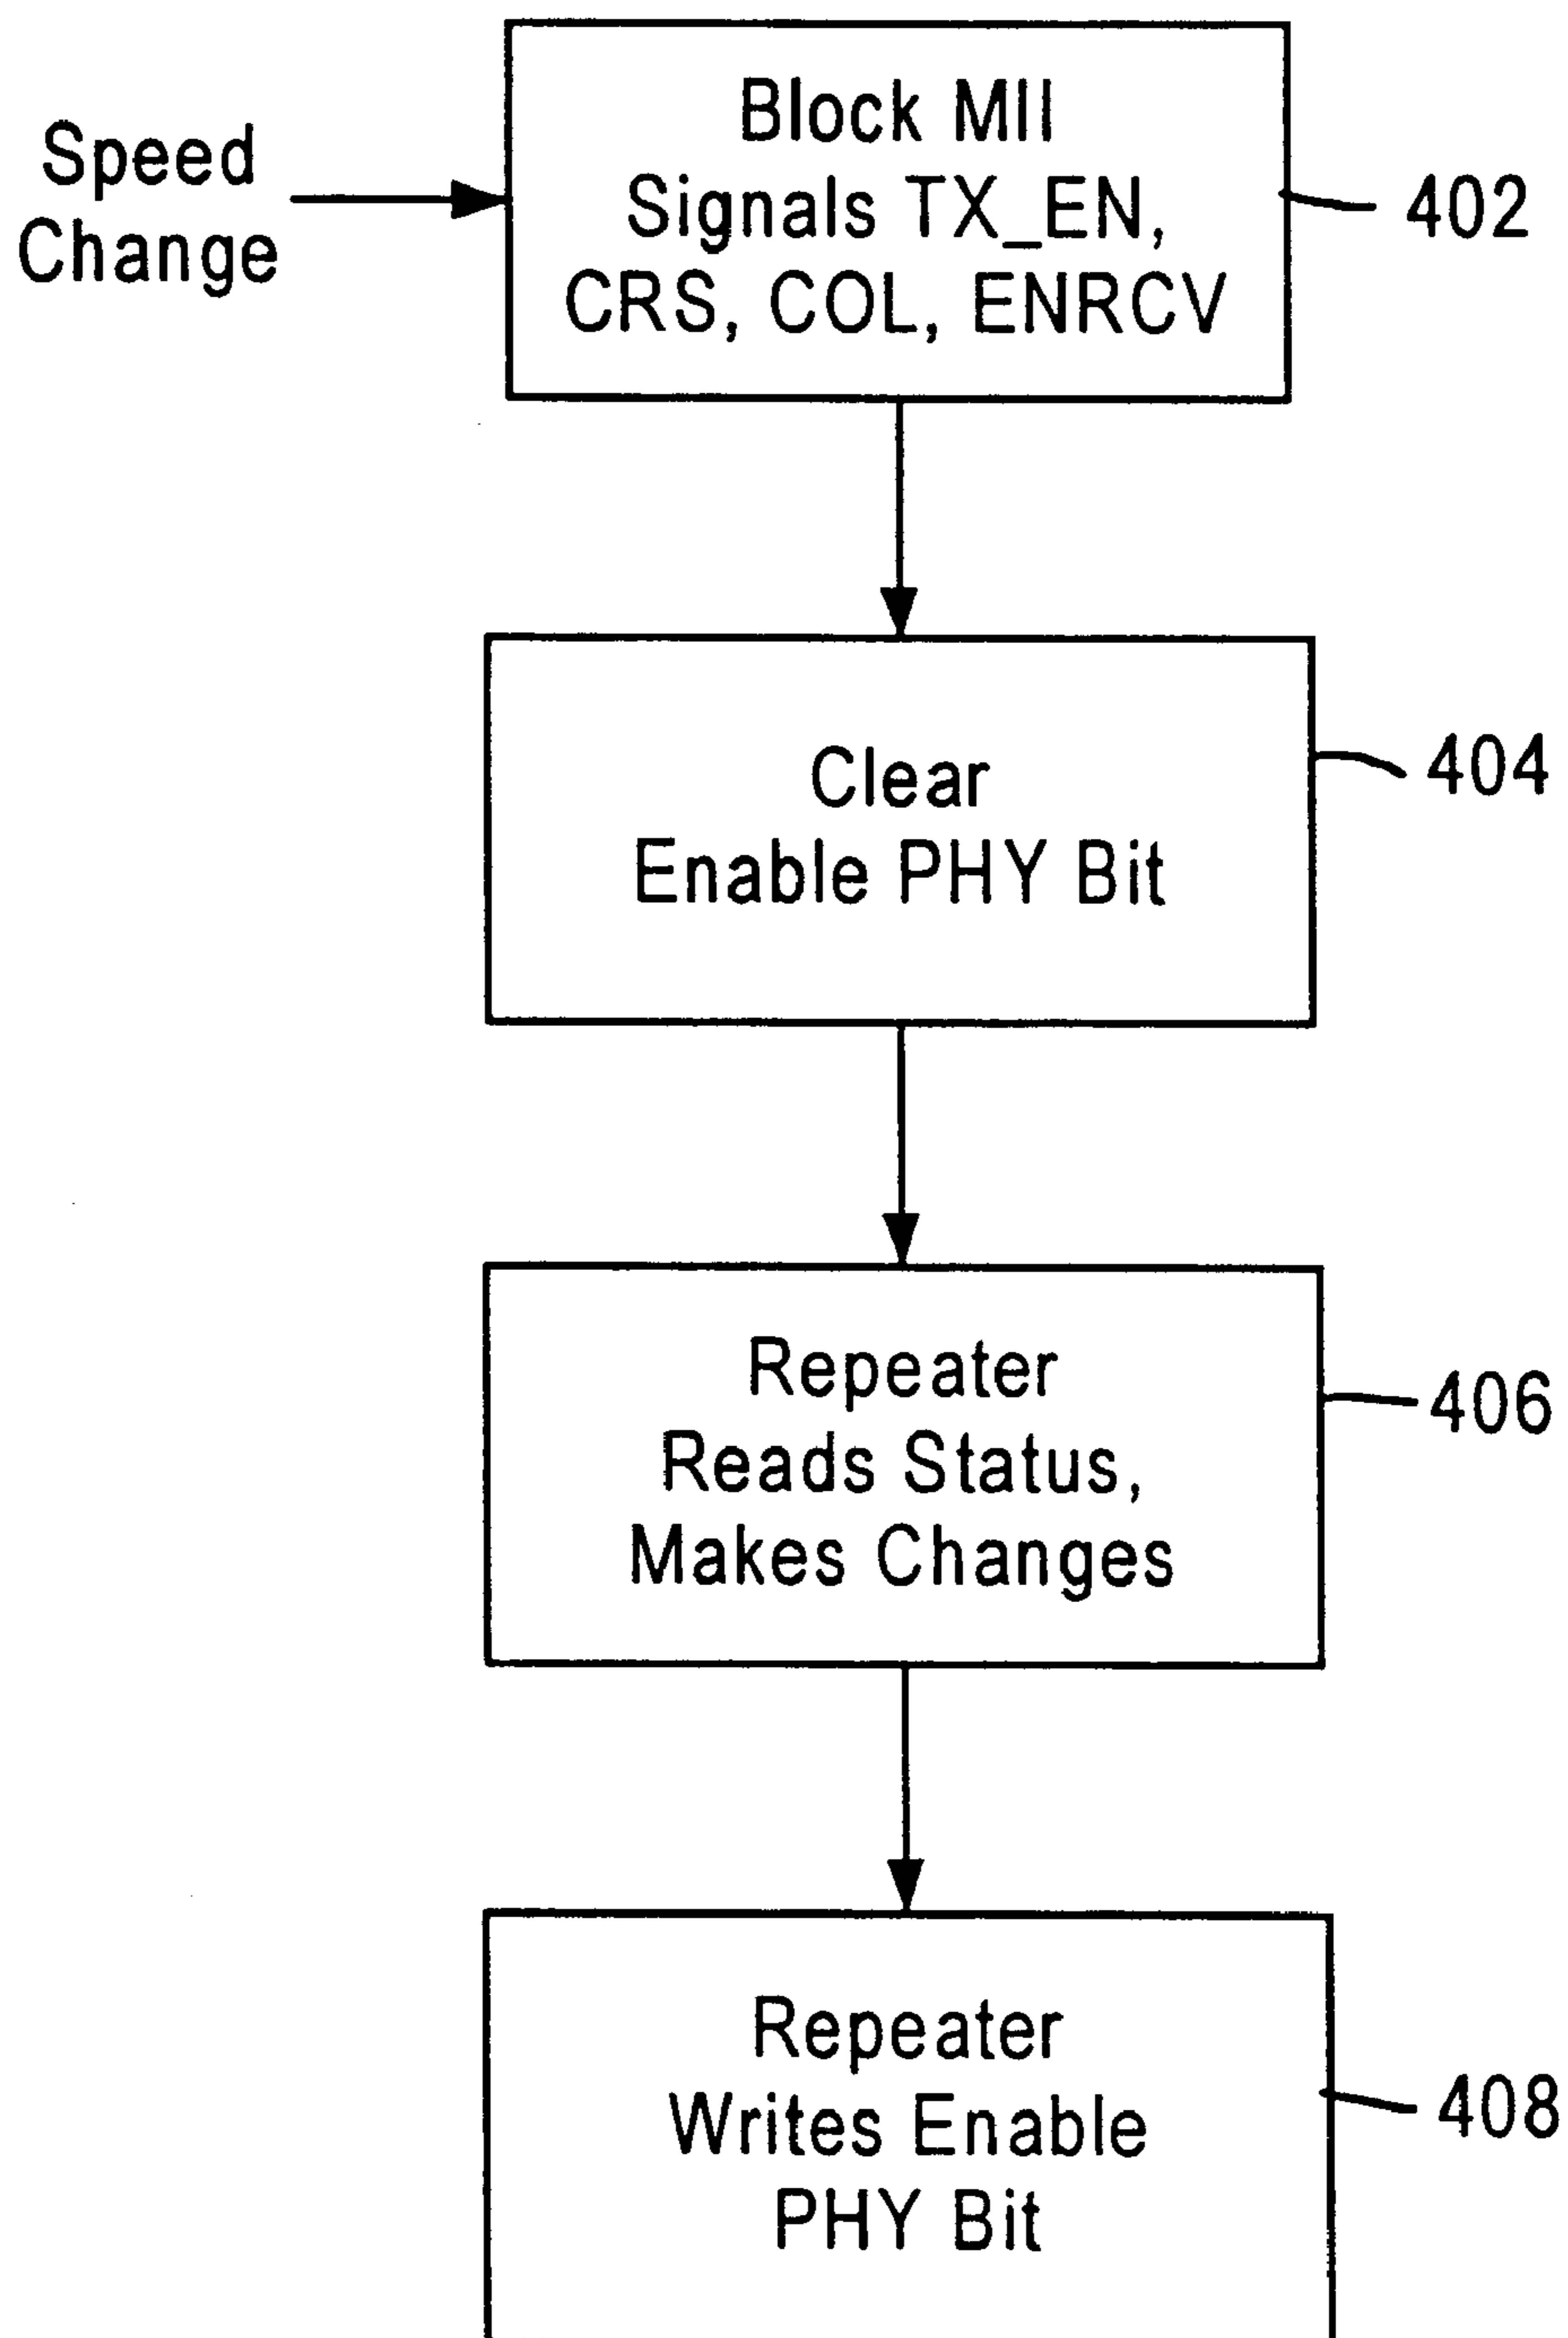 Speed
Change
Block MII
Signals TX_EN,
CRS, COL, ENRCV
402
Clear
Enable PHY Bit
404
Repeater
Reads Status,
Makes Changes
406
Repeater
Writes Enable
PHY Bit
408